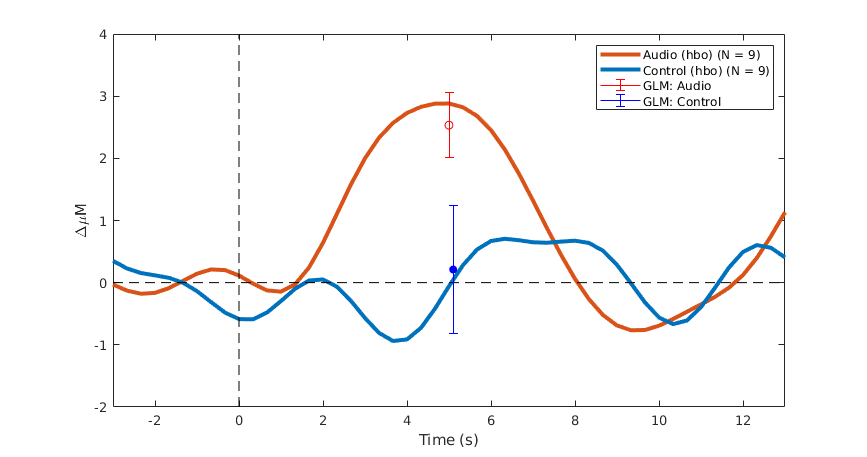 4
3
2
1
0
-1
-2
ΔμM
-2 0 2 4 6 8 10 12
Time (s)
Audio (hbo) (N = 9)
Control (hbo) (N = 9)
GLM: Audio
GLM: Control